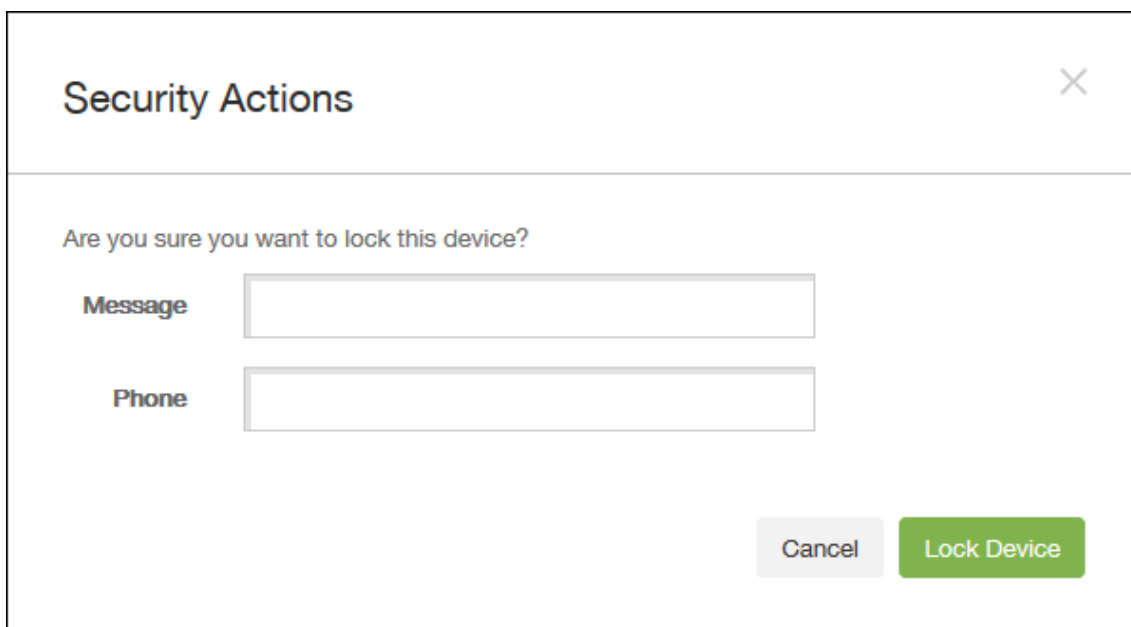 Security Actions
Are you sure you want to lock this device?
Message
Phone
Cancel
Lock Device